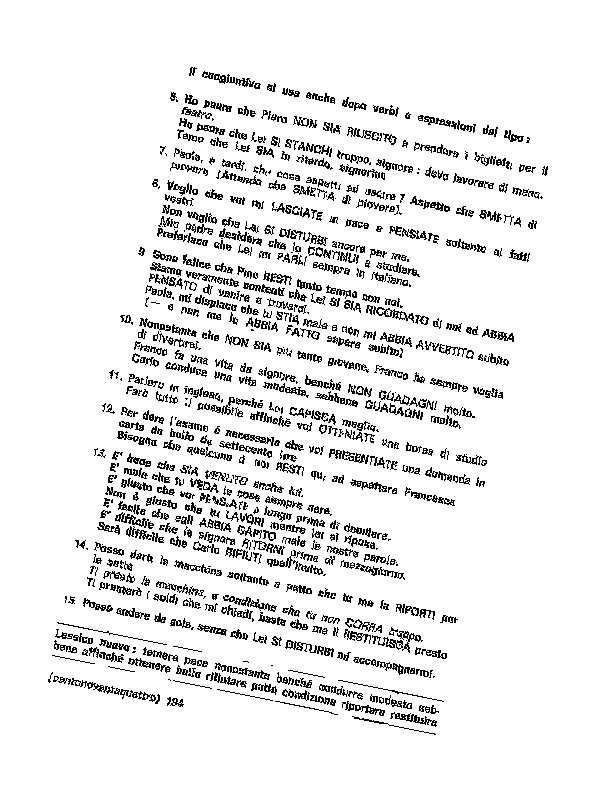 Il congiuntivo si usa anche dopo verbi o espressioni del tipo:
5. Ho paura che Piero NON SIA RIUSCITO a prendere i biglietti per il
teatro.
Ho paura che Lei SI STANCHI troppo, signora: deve lavorare di meno.
Temo che Lei SIA in ritardo, signorina
7. Paola, è tardi, che cosa aspetti ad uscire? Aspetto che SMETTA di
piovere (Attendo che SMETTA di piovere).
8. Voglio che voi mi LASCIATE in pace e PENSIATE soltanto ai fatti
vostri
Non voglio che Lei SI DISTURBI ancora per me.
Mio padre desidera che io CONTINUI a studiare.
Preferisco che Lei mi PARLI sempre in italiano.
9 Sono felice che Pino RESTI tanto tempo con noi.
Siamo veramente contenti che Lei SI SIA RICORDATO di noi ed ABBIA
PENSATO di venire a trovarci.
Paola, mi dispiace che tu STIA male e non mi ABBIA AVVERTITO subito
(— e non me lo ABBIA FATTO sapere subito)
10. Nonostante che NON SIA più tanto giovane, Franco ha sempre voglia
di divertirsi.
Franco fa una vita da signore, benché NON GUADAGNI molto.
Carlo conduce una vita modesta, sebbene GUADAGNI molto.
11. Parlerò in inglese, perché Lei CAPISCA meglio.
Farò tutto il possibile affinché voi OTTENIATE una borsa di studio
12. Per dare l'esame è necessario che voi PRESENTIATE una domanda in
carta da bollo da settecento lire
Bisogna che qualcuno di noi RESTI qui, ad aspettare Francesca
13. E' bene che SIA VENUTO anche lui.
E' male che tu VEDA le cose sempre nere.
E' giusto che voi PENSIATE a lungo prima di decidere.
Non è giusto che tu LAVORI mentre lei si riposa.
E' facile che egli ABBIA CAPITO male le nostre parole.
E' difficile che la signora RITORNI prima di mezzogiorno.
Sarà difficile che Carlo RIFIUTI quell'invito.
14. Posso darti la macchina soltanto a patto che tu me la RIPORTI per
le sette
Ti presto la macchina, a condizione che tu non CORRA troppo.
Ti presterò i soldi che mi chiedi, basta che me li RESTITUISCA presto
15. Posso andare da sola, senza che Lei SI DISTURBI ad accompagnarmi.
Lessico nuovo: temere pace nonostante benché condurre modesto seb-
bene affinché ottenere bollo rifiutare patto condizione riportare restituire
(centonovantaquattro) 194